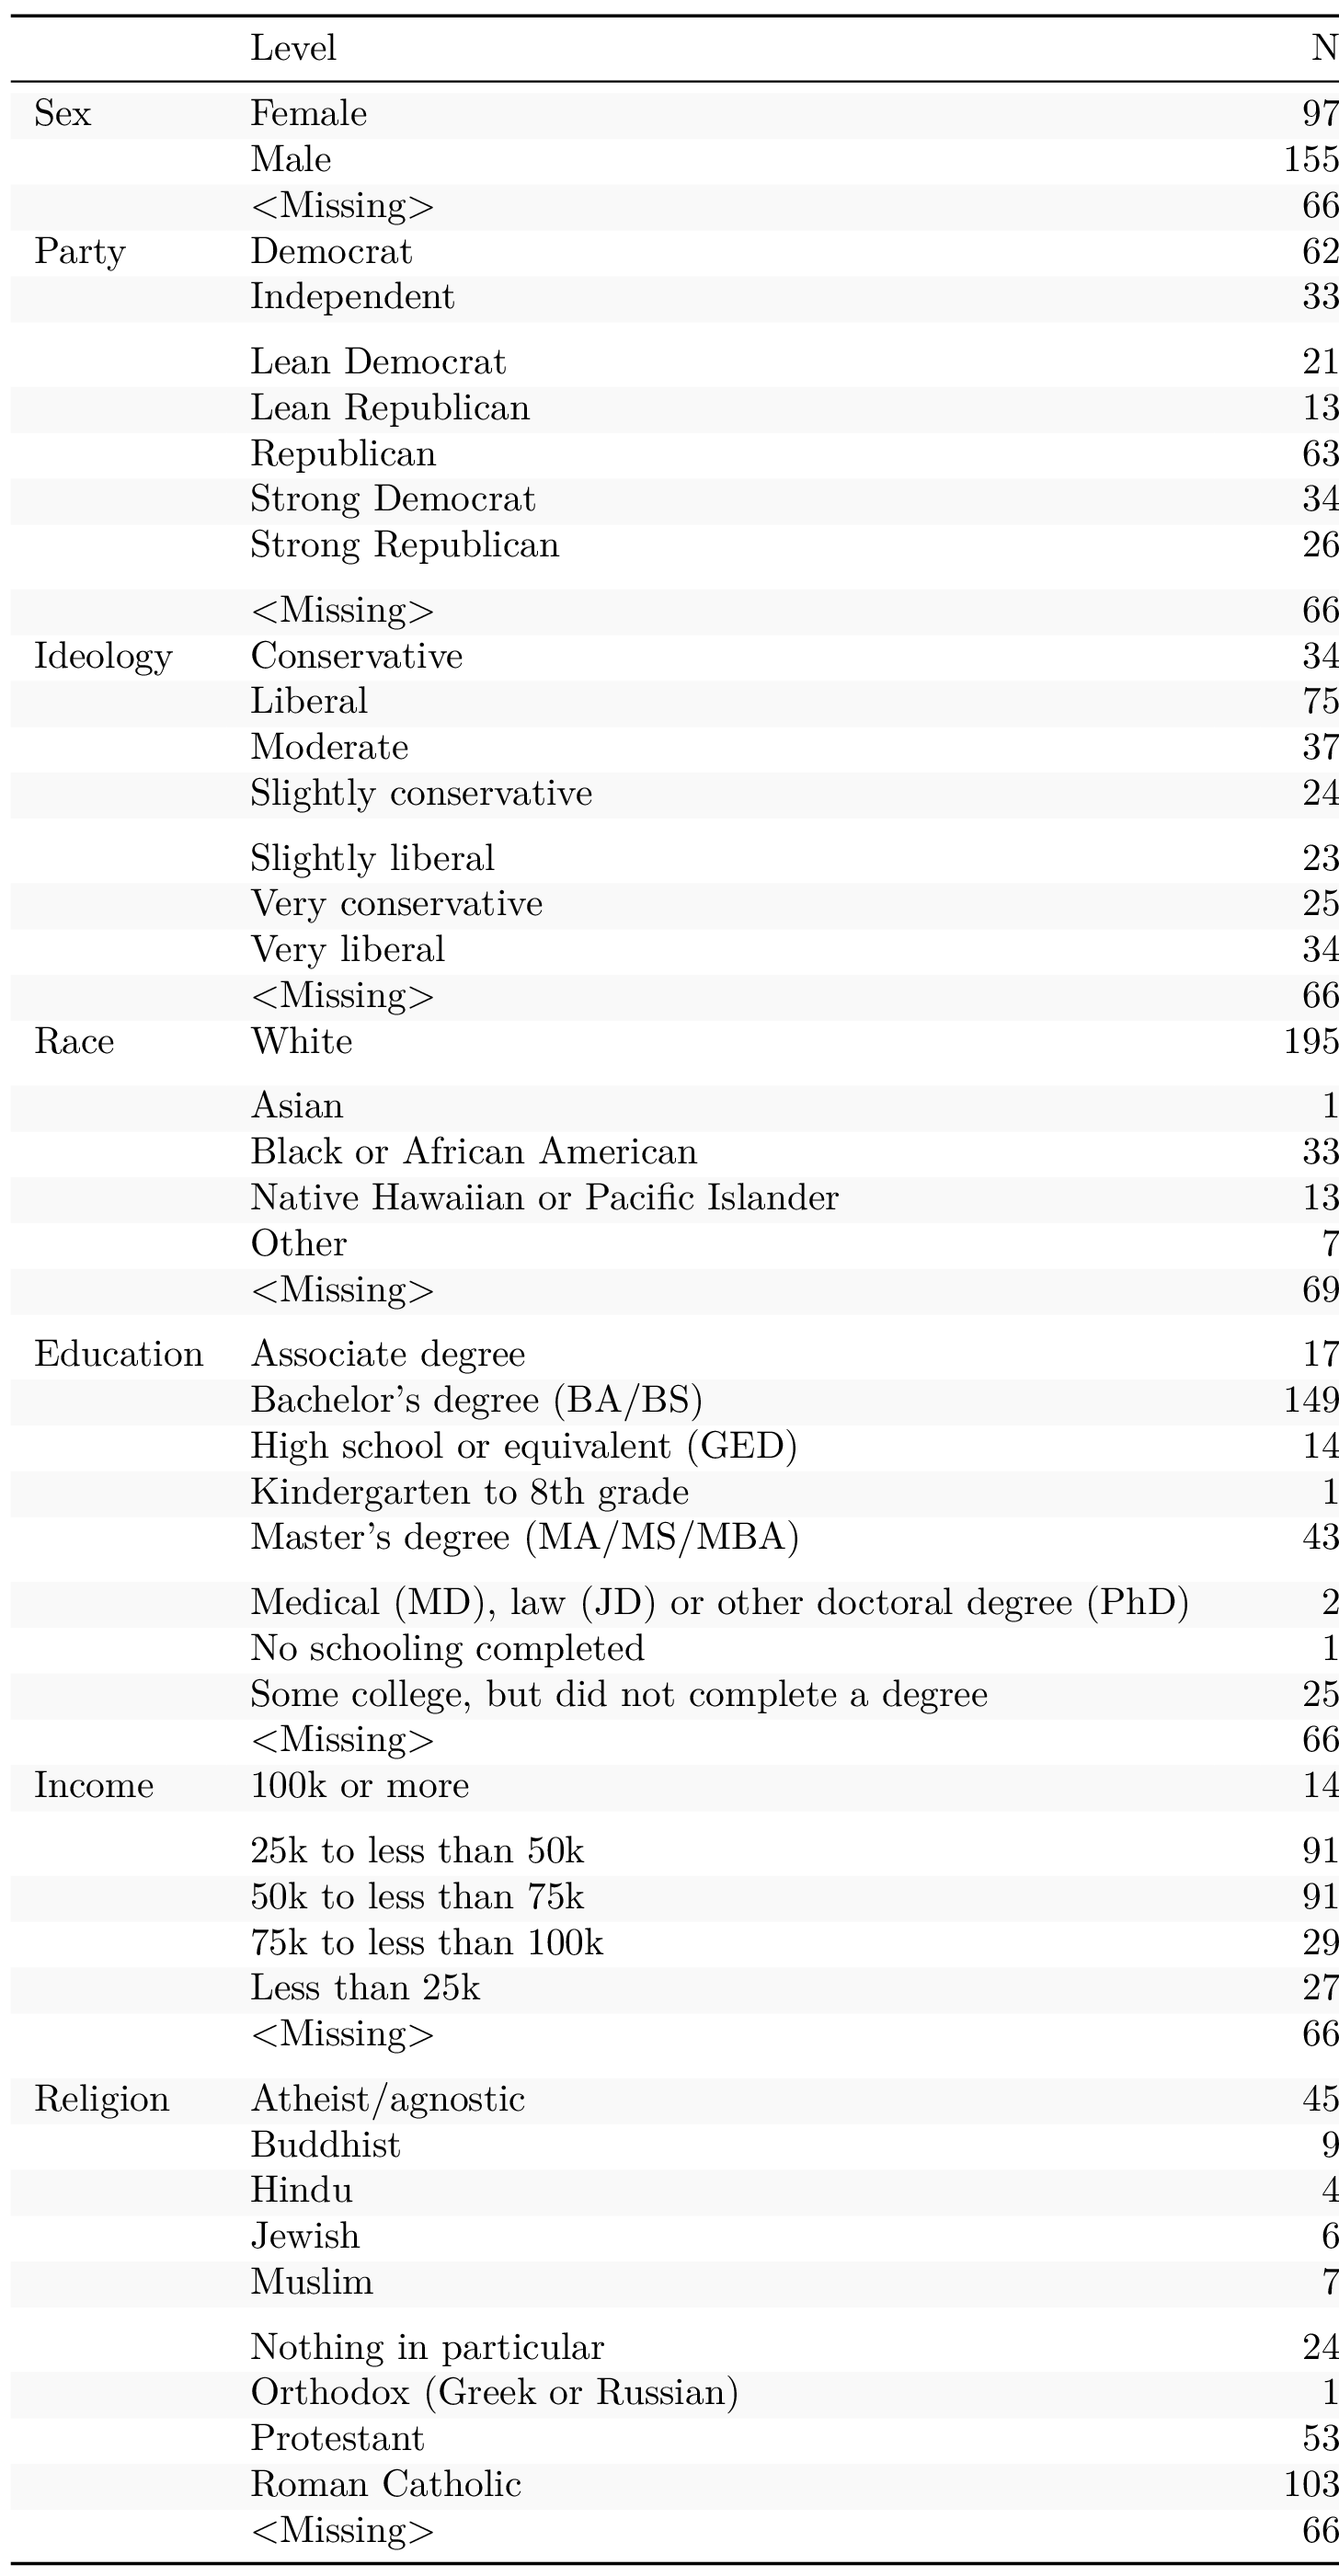 Level N
Sex Female 97
Male 155
<Missing> 66
Party Democrat 62
Independent 33
Lean Democrat 21
Lean Republican 13
Republican 63
Strong Democrat 34
Strong Republican 26
<Missing> 66
Ideology Conservative 34
Liberal 75
Moderate 37
Slightly conservative 24
Slightly liberal 23
Very conservative 25
Very liberal 34
<Missing> 66
Race White 195
Asian 1
Black or African American 33
Native Hawaiian or Pacific Islander 13
Other 7
<Missing> 69
Education Associate degree 17
Bachelor's degree (BA/BS) 149
High school or equivalent (GED) 14
Kindergarten to 8th grade 1
Master's degree (MA/MS/MBA) 43
Medical (MD), law (JD) or other doctoral degree (PhD) 2
No schooling completed 1
Some college, but did not complete a degree 25
<Missing> 66
Income 100k or more 14
25k to less than 50k 91
50k to less than 75k 91
75k to less than 100k 29
Less than 25k 27
<Missing> 66
Religion Atheist/agnostic 45
Buddhist 9
Hindu 4
Jewish 6
Muslim 7
Nothing in particular 24
Orthodox (Greek or Russian) 1
Protestant 53
Roman Catholic 103
<Missing> 66